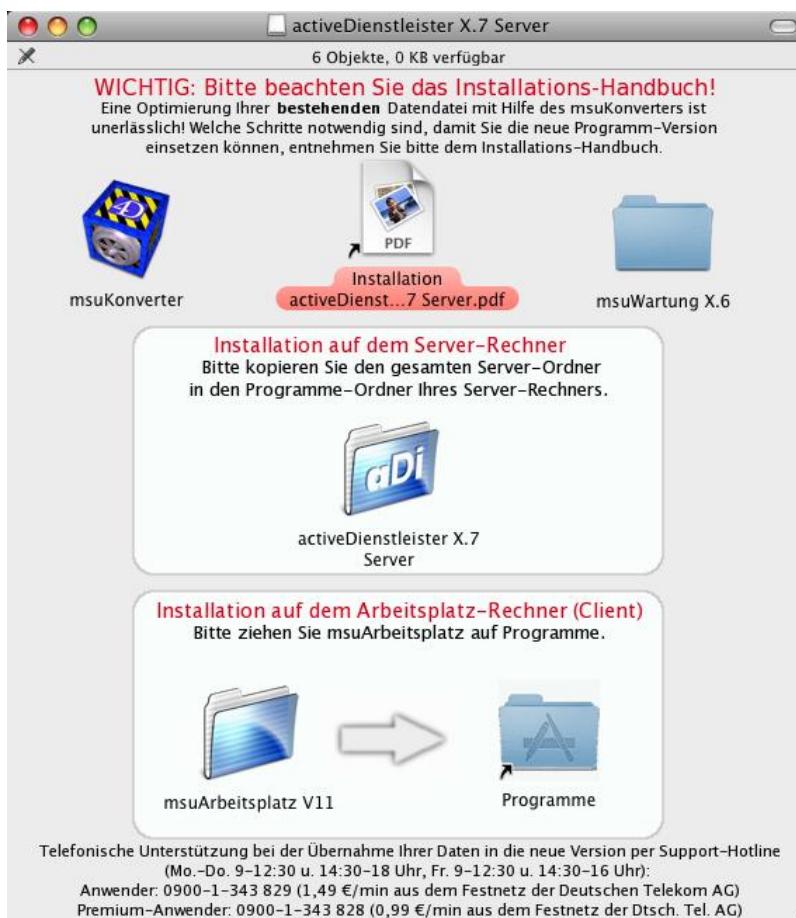 activeDienstleister X.7 Server
6 Objekte, 0 KB verfügbar
WICHTIG: Bitte beachten Sie das Installations-Handbuch!
Eine Optimierung Ihrer bestehenden Datendatei mit Hilfe des msuKonverters ist
unerlässlich! Welche Schritte notwendig sind, damit Sie die neue Programm-Version
einsetzen können, entnehmen Sie bitte dem Installations-Handbuch.
4D
PDF
msuKonverter
Installation
activeDienst...7 Server.pdf
msuWartung X.6
Installation auf dem Server-Rechner
Bitte kopieren Sie den gesamten Server-Ordner
in den Programme-Ordner Ihres Server-Rechners.
aDi
activeDienstleister X.7
Server
Installation auf dem Arbeitsplatz-Rechner (Client)
Bitte ziehen Sie msuArbeitsplatz auf Programme.
msuArbeitsplatz V11
Programme
Telefonische Unterstützung bei der Übernahme Ihrer Daten in die neue Version per Support-Hotline
(Mo.-Do. 9-12:30 u. 14:30-18 Uhr, Fr. 9-12:30 u. 14:30-16 Uhr):
Anwender: 0900-1-343 829 (1,49 €/min aus dem Festnetz der Deutschen Telekom AG)
Premium-Anwender: 0900-1-343 828 (0,99 €/min aus dem Festnetz der Dtsch. Tel. AG)